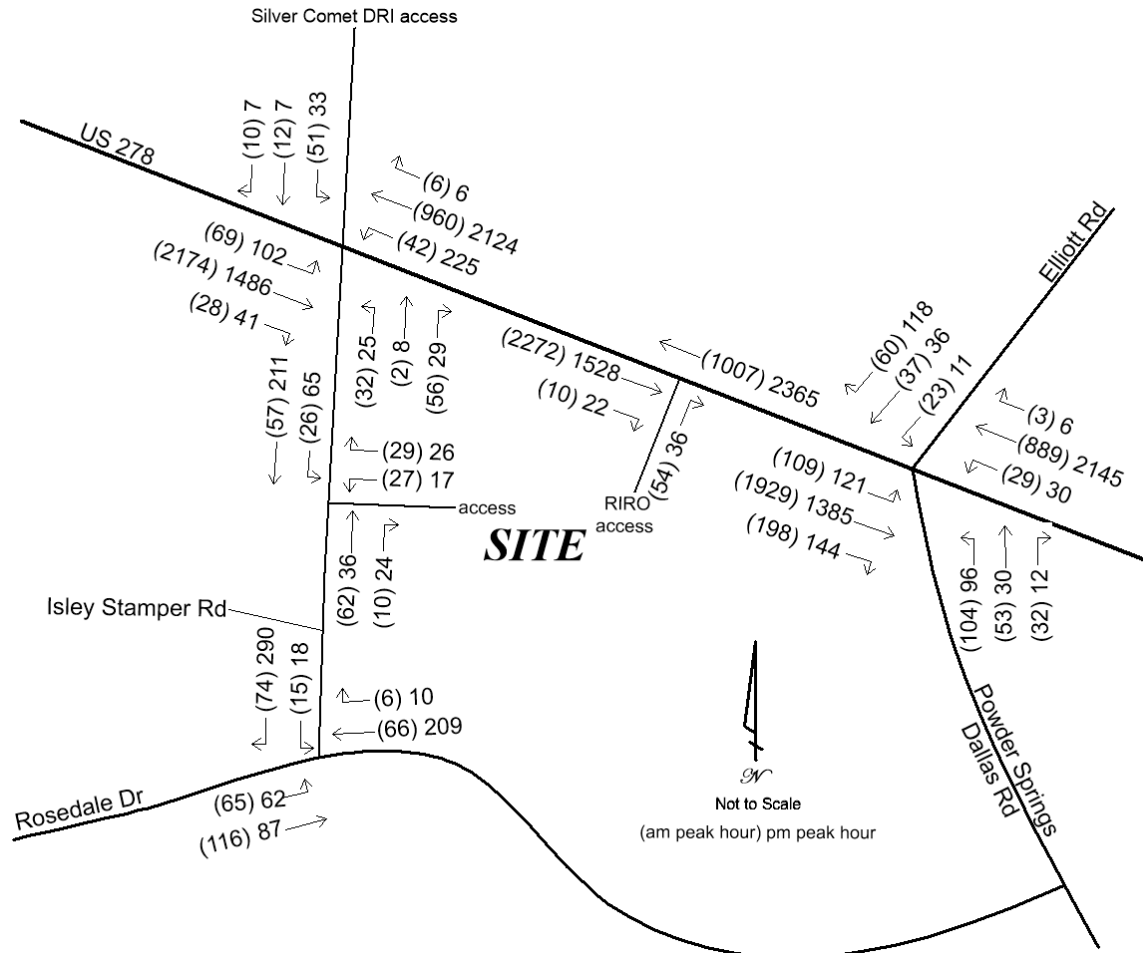 Silver Comet DRI access
US 278
(10) 7
(12) 7
(51) 33
(6) 6
(960) 2124
(42) 225
(69) 102
(2174) 1486
(28) 41
(57) 211
(26) 65
(32) 25
(2) 8
(56) 29
(2272) 1528
(10) 22
(1007) 2365
(54) 36
RIRO
access
Elliott Rd
(60) 118
(37) 36
(23) 11
(3) 6
(889) 2145
(29) 30
(109) 121
(1929) 1385
(198) 144
(104) 96
(53) 30
(32) 12
(29) 26
(27) 17
access
SITE
(62) 36
(10) 24
Isley Stamper Rd
(74) 290
(15) 18
(6) 10
(66) 209
Rosedale Dr
(65) 62
(116) 87
N
Not to Scale
(am peak hour) pm peak hour
Powder Springs
Dallas Rd